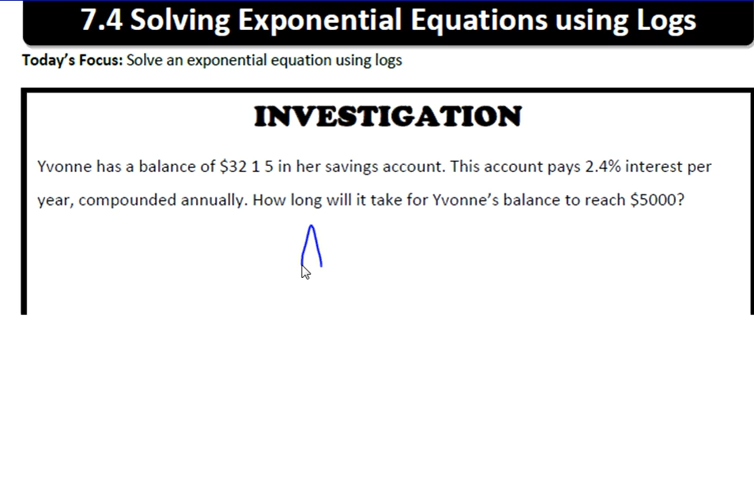 7.4 Solving Exponential Equations using Logs
Today's Focus: Solve an exponential equation using logs
INVESTIGATION
Yvonne has a balance of $32 1 5 in her savings account. This account pays 2.4% interest per
year, compounded annually. How long will it take for Yvonne's balance to reach $5000?